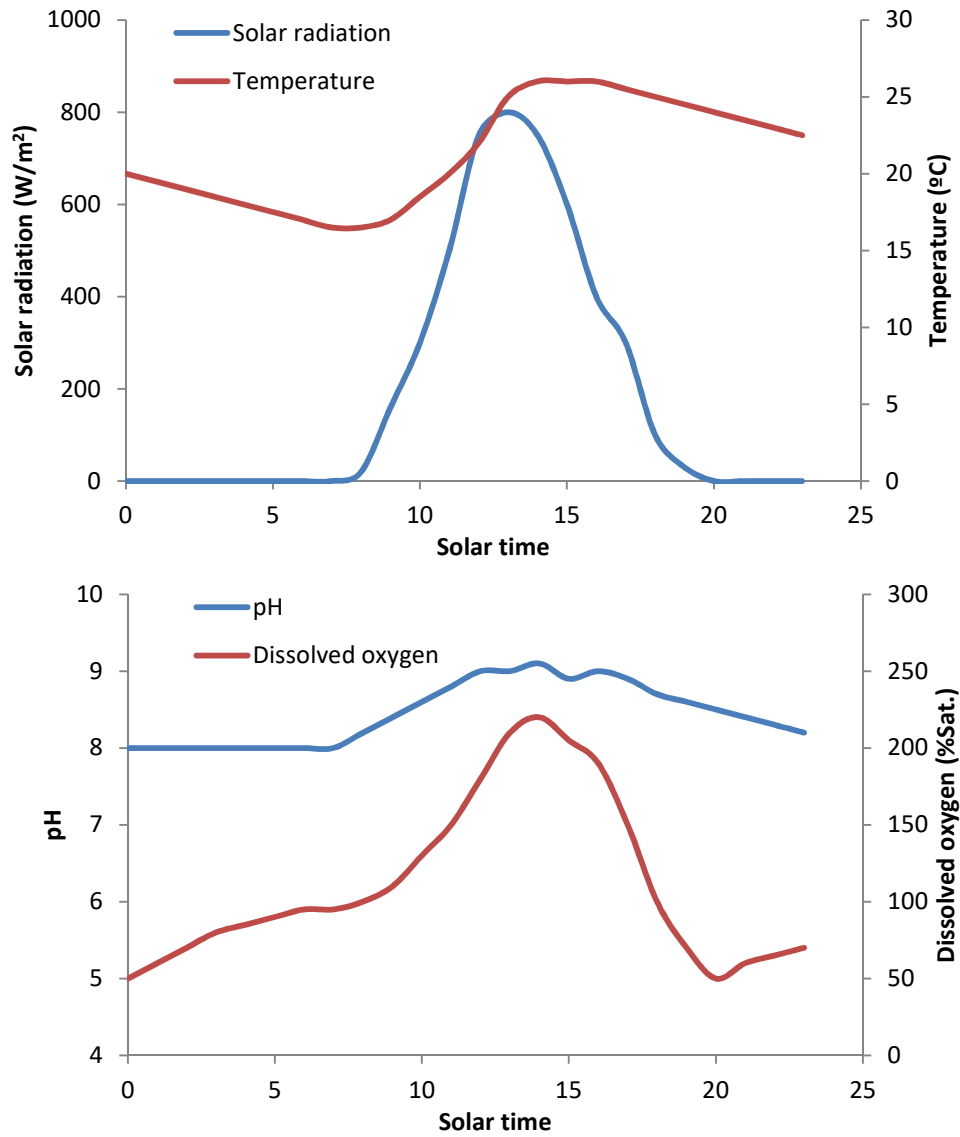 1000
800
600
400
200
0
Solar radiation (W/m²)
Solar radiation
Temperature
30
25
20
15
10
5
0
Temperature (ºC)
0 5 10 15 20 25
Solar time
10
9
8
7
6
5
4
pH
pH
Dissolved oxygen
300
250
200
150
100
50
0
Dissolved oxygen (%Sat.)
0 5 10 15 20 25
Solar time